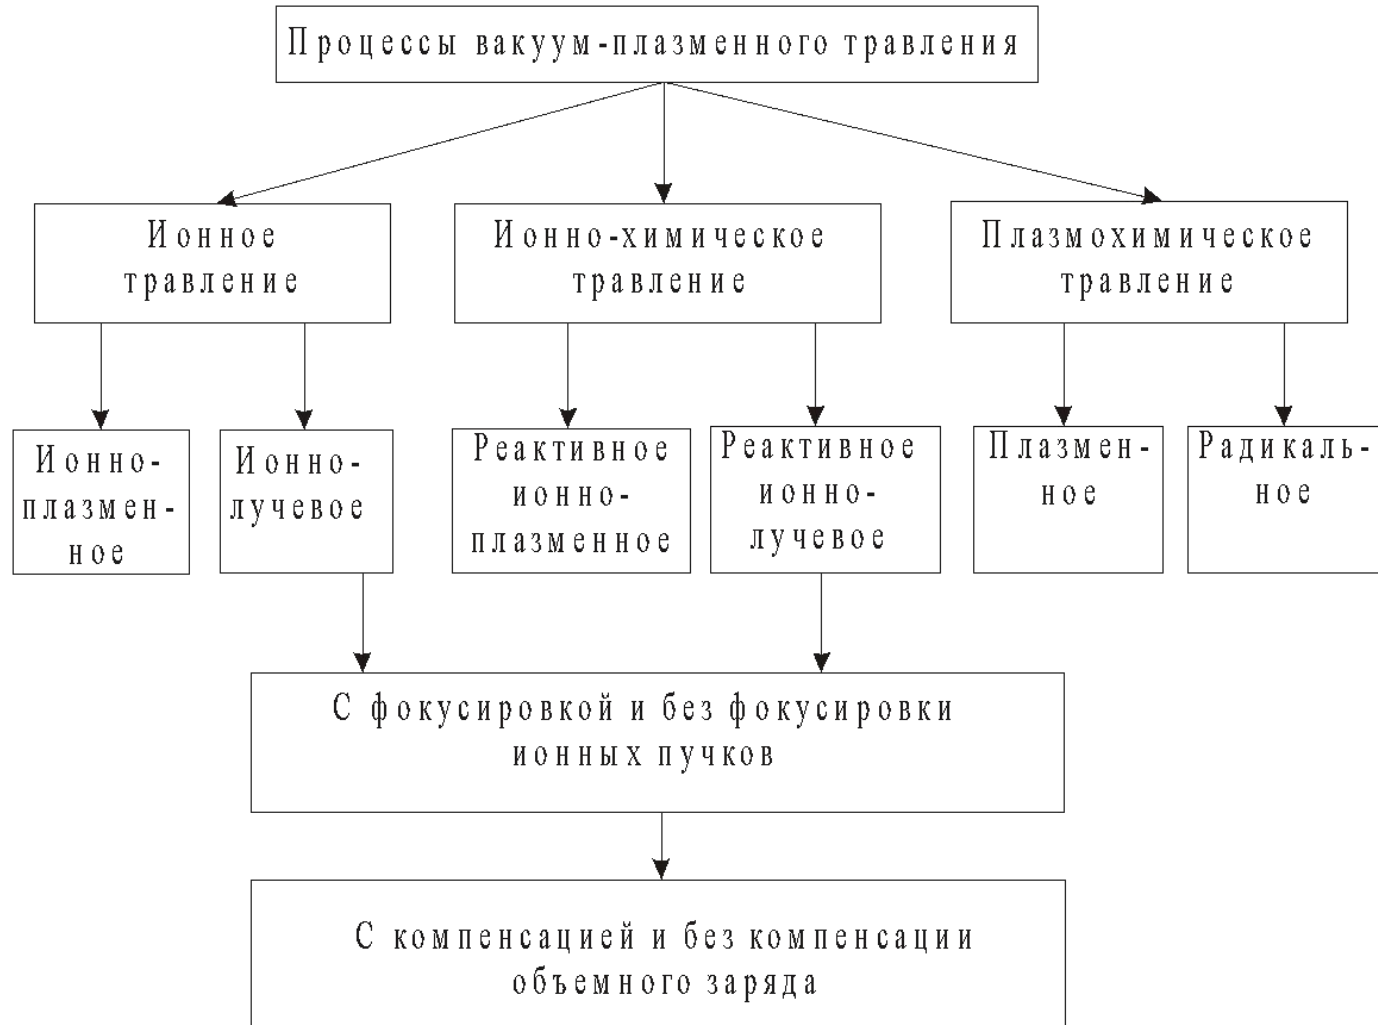 Процессы вакуум-плазменного травления
Ионное
травление
Ионно-химическое
травление
Плазмохимическое
травление
Ионно-
плазмен-
ное
Ионно-
лучевое
Реактивное
ионно-
плазменное
Реактивное
ионно-
лучевое
Плазмен-
ное
Радикаль-
ное
С фокусировкой и без фокусировки
ионных пучков
С компенсацией и без компенсации
объемного заряда